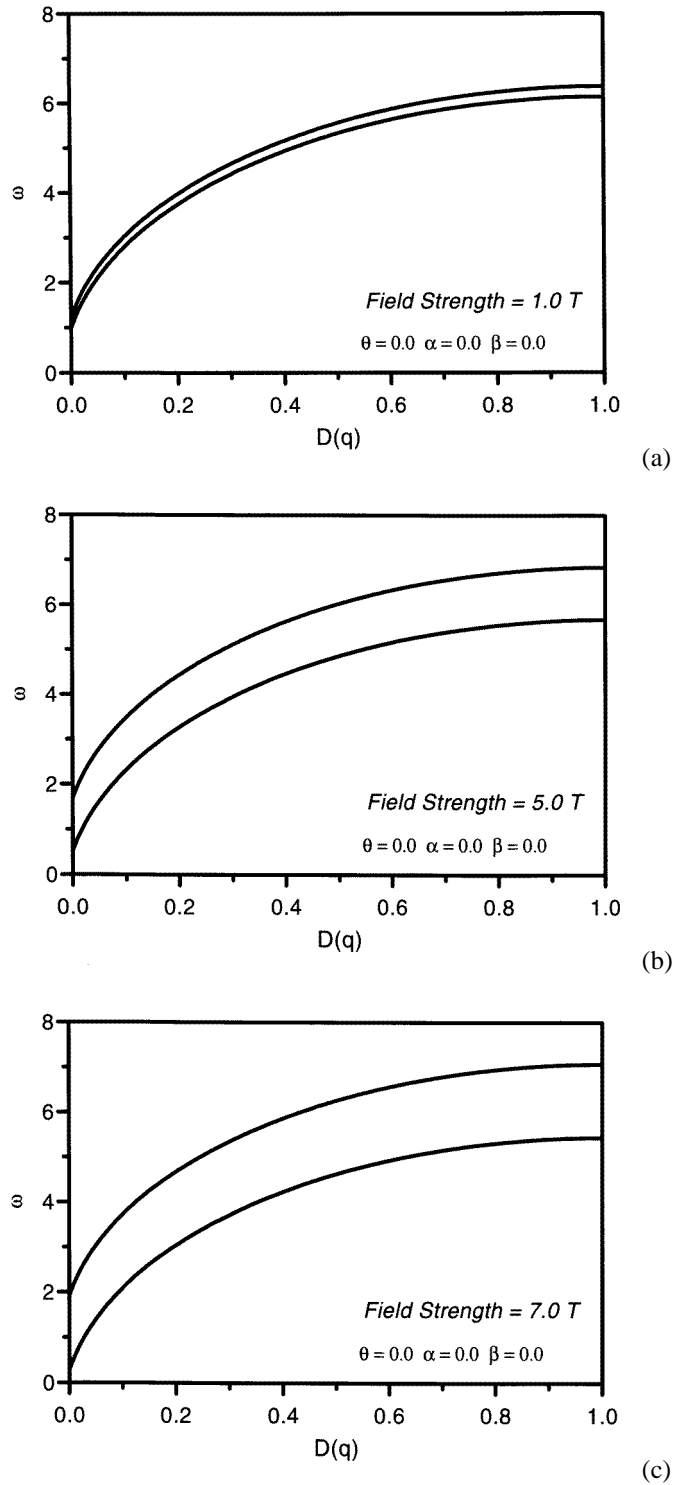 8
6
ω
4
2
Field Strength = 1.0 T
θ = 0.0 α = 0.0 β = 0.0
0
0.0 0.2 0.4 0.6 0.8 1.0
D(q)
(a)
8
6
ω
4
2
Field Strength = 5.0 T
θ = 0.0 α = 0.0 β = 0.0
0
0.0 0.2 0.4 0.6 0.8 1.0
D(q)
(b)
8
6
ω
4
2
Field Strength = 7.0 T
θ = 0.0 α = 0.0 β = 0.0
0
0.0 0.2 0.4 0.6 0.8 1.0
D(q)
(c)